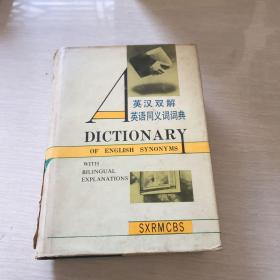 英汉双解
英语同义词词典
A
DICTIONARY
OF ENGLISH SYNONYMS
WITH
BILINGUAL
EXPLANATIONS
SXRMCBS